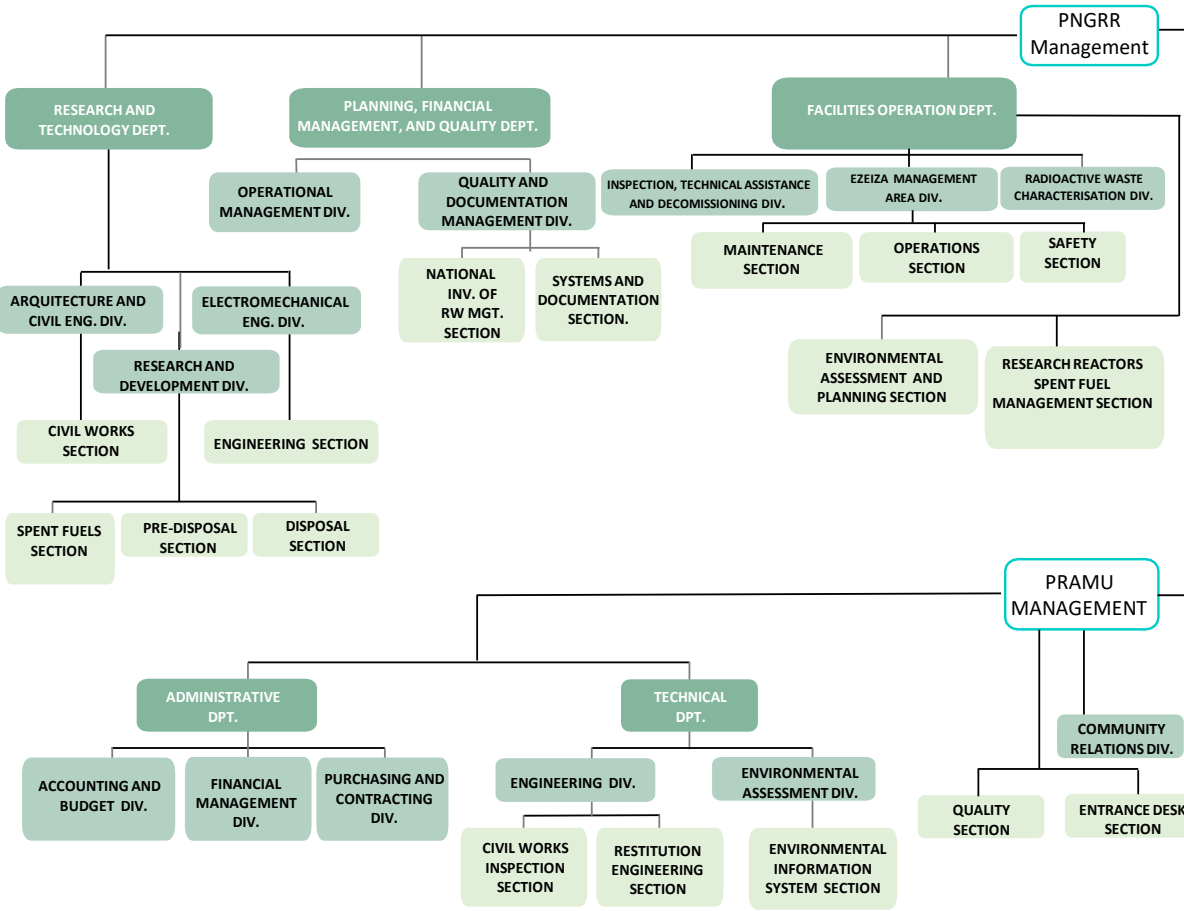 PNGRR
Management
RESEARCH AND
TECHNOLOGY DEPT.
PLANNING, FINANCIAL
MANAGEMENT, AND QUALITY DEPT.
FACILITIES OPERATION DEPT.
OPERATIONAL
MANAGEMENT DIV.
QUALITY AND
DOCUMENTATION
MANAGEMENT DIV.
INSPECTION, TECHNICAL ASSISTANCE
AND DECOMISSIONING DIV.
EZEIZA MANAGEMENT
AREA DIV.
RADIOACTIVE WASTE
CHARACTERISATION DIV.
MAINTENANCE
SECTION
OPERATIONS
SECTION
SAFETY
SECTION
NATIONAL
INV. OF
RW MGT.
SECTION
SYSTEMS AND
DOCUMENTATION
SECTION.
ARQUITECTURE AND
CIVIL ENG. DIV.
ELECTROMECHANICAL
ENG. DIV.
RESEARCH AND
DEVELOPMENT DIV.
ENVIRONMENTAL
ASSESSMENT AND
PLANNING SECTION
RESEARCH REACTORS
SPENT FUEL
MANAGEMENT SECTION
CIVIL WORKS
SECTION
ENGINEERING SECTION
SPENT FUELS
SECTION
PRE-DISPOSAL
SECTION
DISPOSAL
SECTION
PRAMU
MANAGEMENT
ADMINISTRATIVE
DPT.
TECHNICAL
DPT.
COMMUNITY
RELATIONS DIV.
ACCOUNTING AND
BUDGET DIV.
FINANCIAL
MANAGEMENT
DIV.
PURCHASING AND
CONTRACTING
DIV.
ENGINEERING DIV.
ENVIRONMENTAL
ASSESSMENT DIV.
QUALITY
SECTION
ENTRANCE DESK
SECTION
CIVIL WORKS
INSPECTION
SECTION
RESTITUTION
ENGINEERING
SECTION
ENVIRONMENTAL
INFORMATION
SYSTEM SECTION